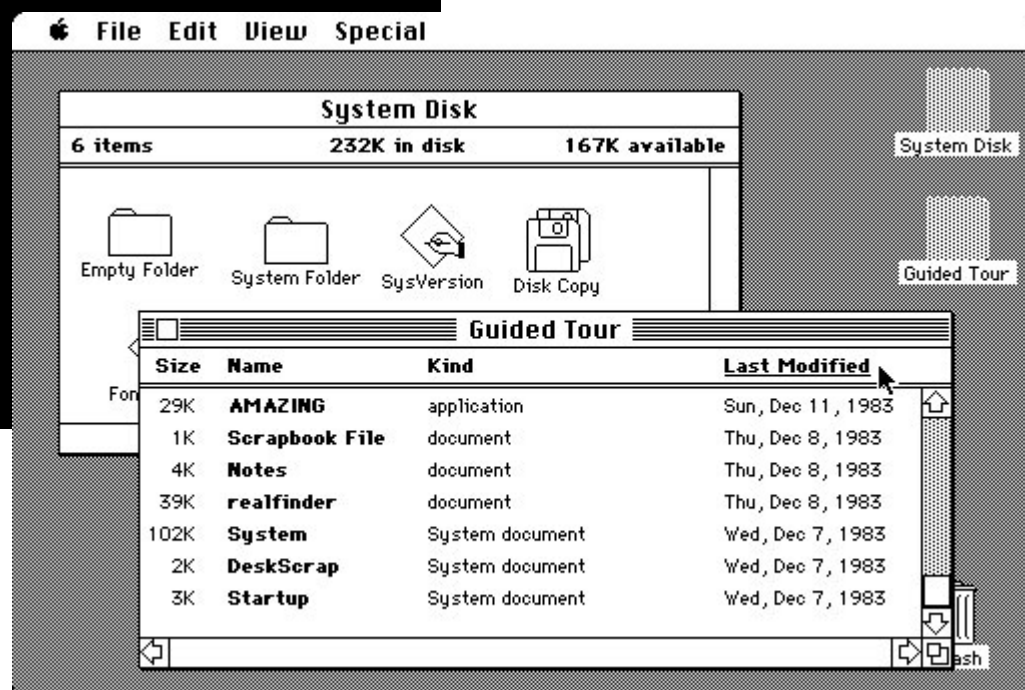 File Edit View Special
System Disk
6 items 232K in disk 167K available
System Disk
Empty Folder System Folder SysVersion Disk Copy
Guided Tour
Guided Tour
Size Name Kind Last Modified
Fon
29K AMAZING application Sun, Dec 11, 1983
1K Scrapbook File document Thu, Dec 8, 1983
4K Notes document Thu, Dec 8, 1983
39K realfinder document Thu, Dec 8, 1983
102K System System document Wed, Dec 7, 1983
2K DeskScrap System document Wed, Dec 7, 1983
3K Startup System document Wed, Dec 7, 1983
ash